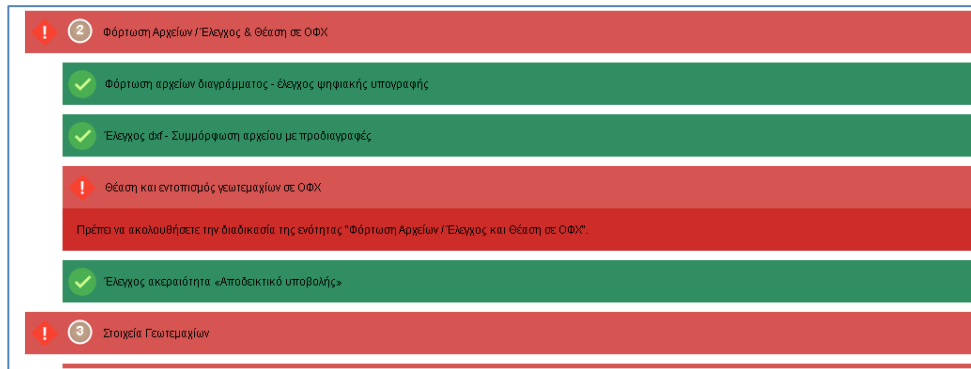 2 Φόρτωση Αρχείων / Έλεγχος & Θέαση σε ΟΦΧ
Φόρτωση αρχείων διαγράμματος - έλεγχος ψηφιακής υπογραφής
Έλεγχος dxf - Συμμόρφωση αρχείου με προδιαγραφές
Θέαση και εντοπισμός γεωτεμαχίων σε ΟΦΧ
Πρέπει να ακολουθήσετε την διαδικασία της ενότητας "Φόρτωση Αρχείων / Έλεγχος και Θέαση σε ΟΦΧ".
Έλεγχος ακεραιότητα «Αποδεικτικό υποβολής»
3 Στοιχεία Γεωτεμαχίων